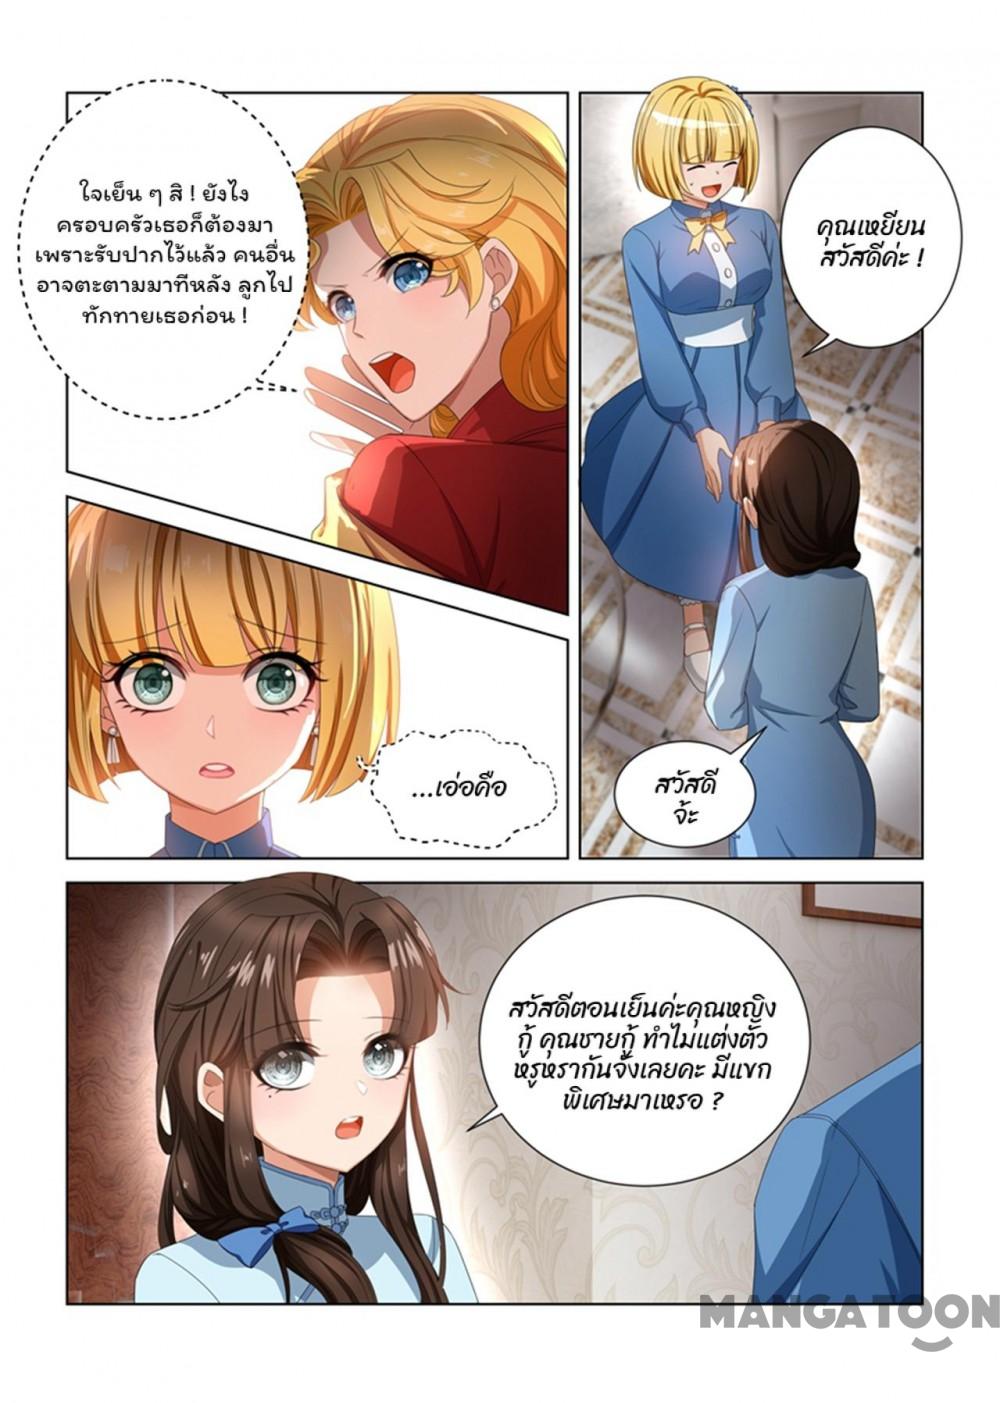 ใจเย็น ๆ สิ ! ยังไง
ครอบครัวเธอก็ต้องมา
เพราะรับปากไว้แล้ว คนอื่น
อาจตะตามมาทีหลัง ลูกไป
ทักทายเธอก่อน !
คุณเหยียน
สวัสดีค่ะ !
...เอ่อคือ
สวัสดี
จ้ะ
สวัสดีตอนเย็นค่ะคุณหญิง
กู้ คุณชายกู้ ทำไมแต่งตัว
หรูหรากันจังเลยคะ มีแขก
พิเศษมาเหรอ ?
MANGATOON